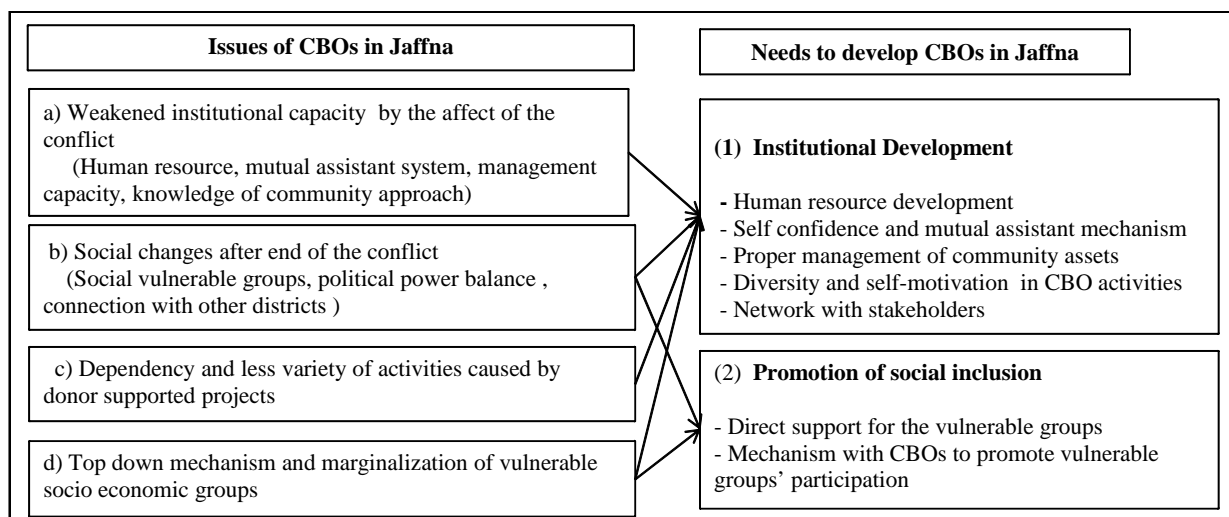 Issues of CBOs in Jaffna
a) Weakened institutional capacity by the affect of the
conflict
(Human resource, mutual assistant system, management
capacity, knowledge of community approach)
b) Social changes after end of the conflict
(Social vulnerable groups, political power balance ,
connection with other districts )
c) Dependency and less variety of activities caused by
donor supported projects
d) Top down mechanism and marginalization of vulnerable
socio economic groups
Needs to develop CBOs in Jaffna
(1) Institutional Development
- Human resource development
- Self confidence and mutual assistant mechanism
- Proper management of community assets
- Diversity and self-motivation in CBO activities
- Network with stakeholders
(2) Promotion of social inclusion
- Direct support for the vulnerable groups
- Mechanism with CBOs to promote vulnerable
groups’ participation